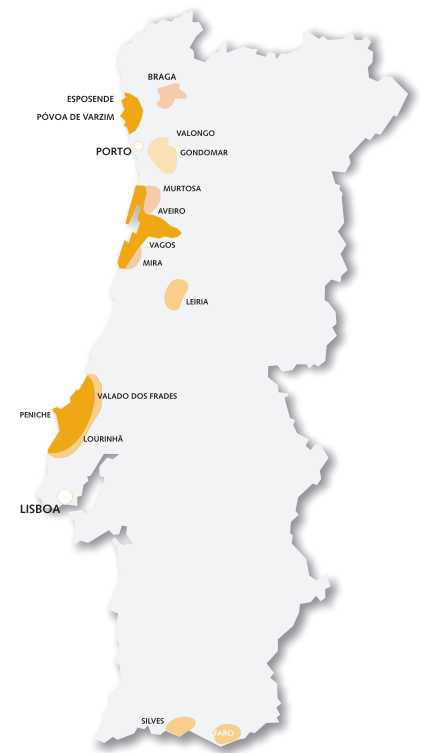 BRAGA
ESPOSENDE
PÓVOA DE VARZIM
VALONGO
PORTO
GONDOMAR
MURTOSA
AVEIRO
VAGOS
MIRA
LEIRIA
VALADO DOS FRADES
PENICHE
LOURINHÃ
LISBOA
SILVES
FARO